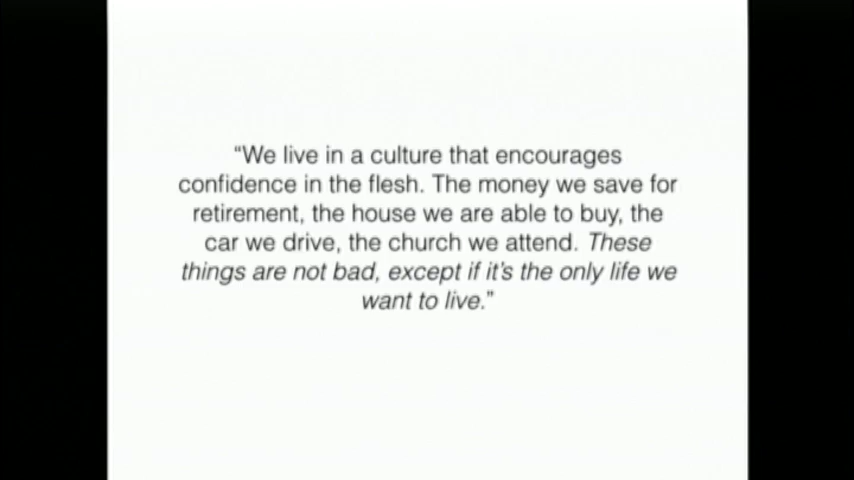 “We live in a culture that encourages
confidence in the flesh. The money we save for
retirement, the house we are able to buy, the
car we drive, the church we attend. These
things are not bad, except if it’s the only life we
want to live.”